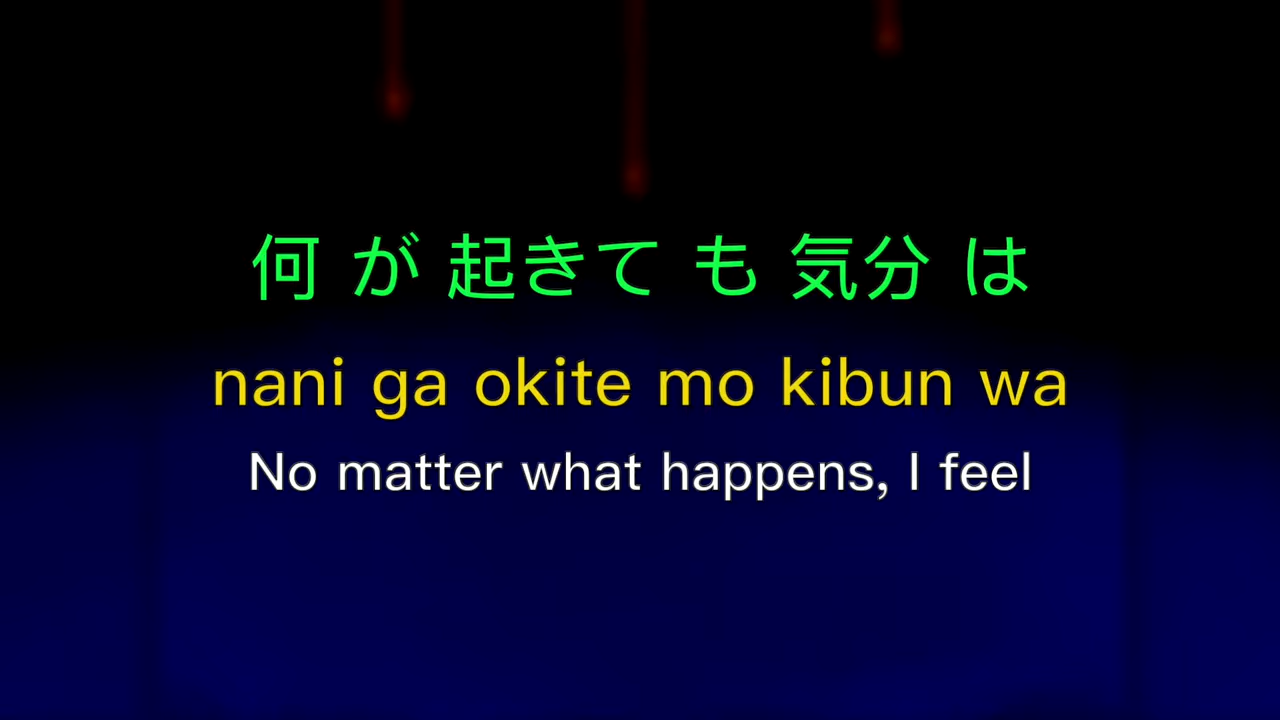 何 が 起きて も 気分 は
nani ga okite mo kibun wa
No matter what happens, I feel